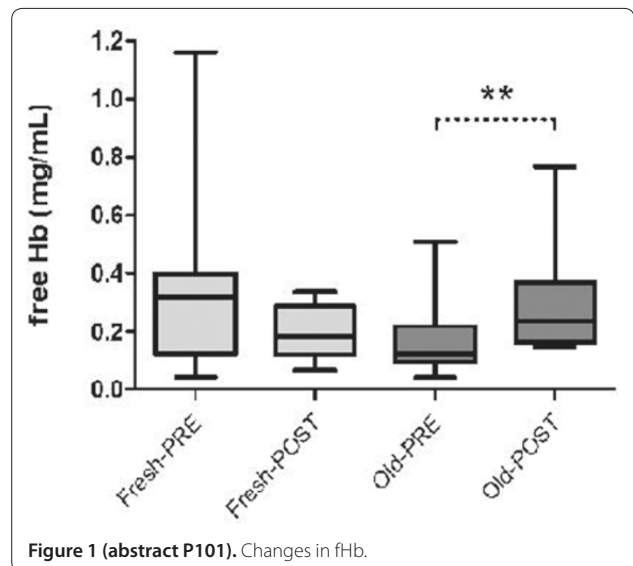 1.2
1.0
0.8
0.6
0.4
0.2
0.0
free Hb (mg/mL)
**
Fresh-PRE
Fresh-POST
Old-PRE
Old-POST
Figure 1 (abstract P101). Changes in fHb.